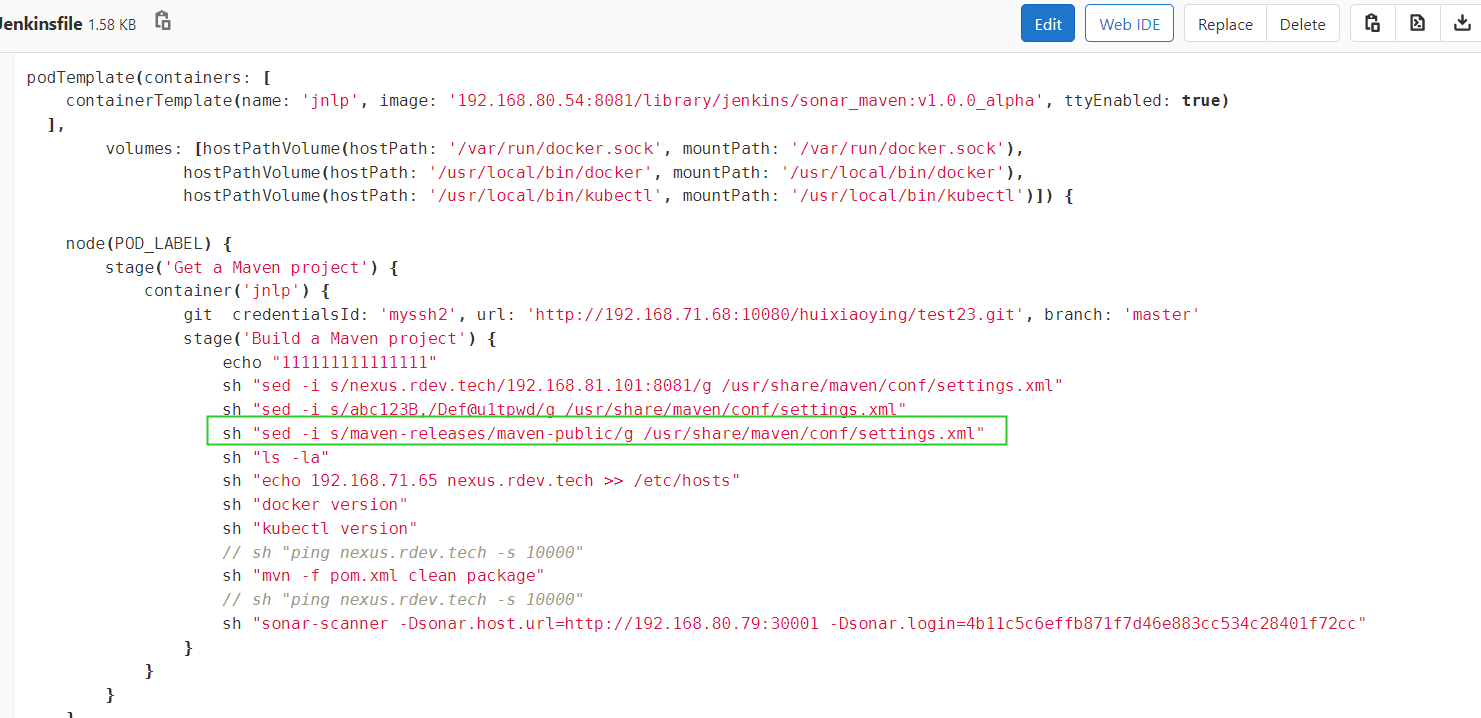 Jenkinsfile 1.58 KB Edit Web IDE Replace Delete
podTemplate(containers: [
    containerTemplate(name: 'jnlp', image: '192.168.80.54:8081/library/jenkins/sonar_maven:v1.0.0_alpha', ttyEnabled: true)
  ],
        volumes: [hostPathVolume(hostPath: '/var/run/docker.sock', mountPath: '/var/run/docker.sock'),
                hostPathVolume(hostPath: '/usr/local/bin/docker', mountPath: '/usr/local/bin/docker'),
                hostPathVolume(hostPath: '/usr/local/bin/kubectl', mountPath: '/usr/local/bin/kubectl')]) {
    node(POD_LABEL) {
        stage('Get a Maven project') {
            container('jnlp') {
                git  credentialsId: 'myssh2', url: 'http://192.168.71.68:10080/huixiaoying/test23.git', branch: 'master'
                stage('Build a Maven project') {
                    echo "111111111111111"
                    sh "sed -i s/nexus.rdev.tech/192.168.81.101:8081/g /usr/share/maven/conf/settings.xml"
                    sh "sed -i s/abc123B,/Def@u1tpwd/g /usr/share/maven/conf/settings.xml"
                    sh "sed -i s/maven-releases/maven-public/g /usr/share/maven/conf/settings.xml"
                    sh "ls -la"
                    sh "echo 192.168.71.65 nexus.rdev.tech >> /etc/hosts"
                    sh "docker version"
                    sh "kubectl version"
                    // sh "ping nexus.rdev.tech -s 10000"
                    sh "mvn -f pom.xml clean package"
                    // sh "ping nexus.rdev.tech -s 10000"
                    sh "sonar-scanner -Dsonar.host.url=http://192.168.80.79:30001 -Dsonar.login=4b11c5c6effb871f7d46e883cc534c28401f72cc"
                }
            }
        }
    }